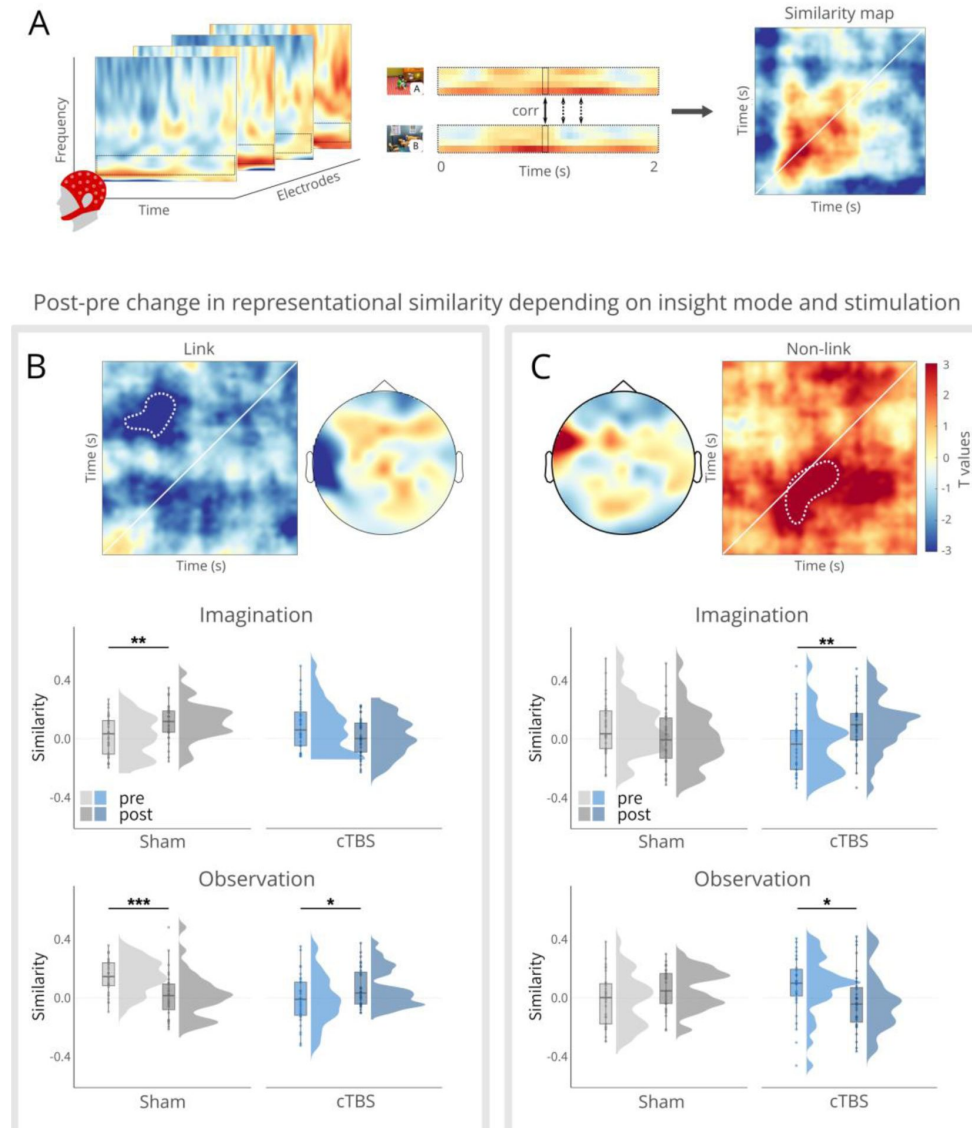 A
Similarity map
Frequency
Electrodes
Time
A
corr
B
0
2
Time (s)
Time (s)
Time (s)
Post-pre change in representational similarity depending on insight mode and stimulation
B
Link
Time (s)
Time (s)
C
Non-link
Time (s)
Time (s)
3
2
1
0
-1
-2
-3
T values
Imagination
**
Similarity
0.4
0.0
-0.4
pre
post
Sham
cTBS
Imagination
**
Similarity
0.4
0.0
-0.4
pre
post
Sham
cTBS
Observation
***
*
Similarity
0.4
0.0
-0.4
Sham
cTBS
Observation
*
Similarity
0.4
0.0
-0.4
Sham
cTBS